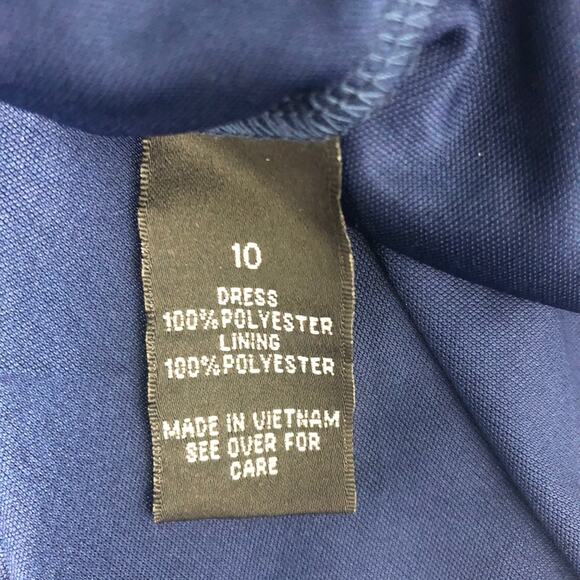 10
DRESS
100%POLYESTER
LINING
100%POLYESTER
MADE IN VIETNAM
SEE OVER FOR
CARE